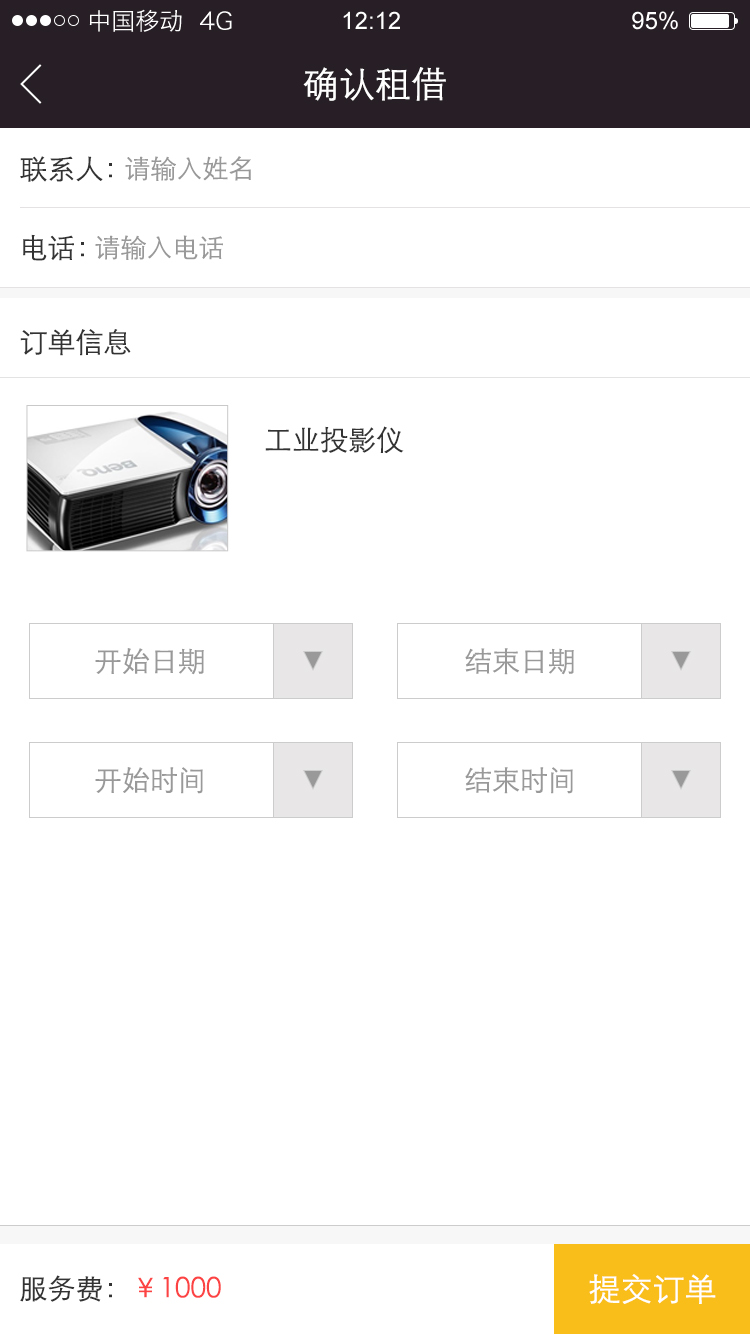 中国移动 4G 12:12 95%
确认租借
联系人: 请输入姓名
电话: 请输入电话
订单信息
BenQ
工业投影仪
开始日期 ▼ 结束日期 ▼
开始时间 ▼ 结束时间 ▼
服务费: ¥1000 提交订单